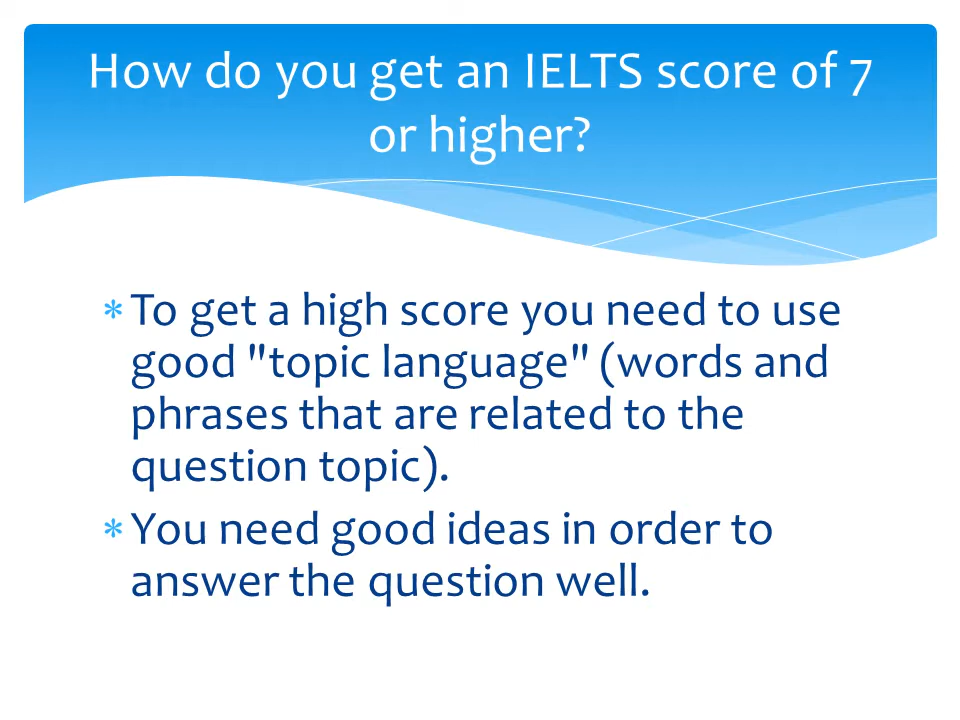 How do you get an IELTS score of 7
or higher?
* To get a high score you need to use
good "topic language" (words and
phrases that are related to the
question topic).
* You need good ideas in order to
answer the question well.